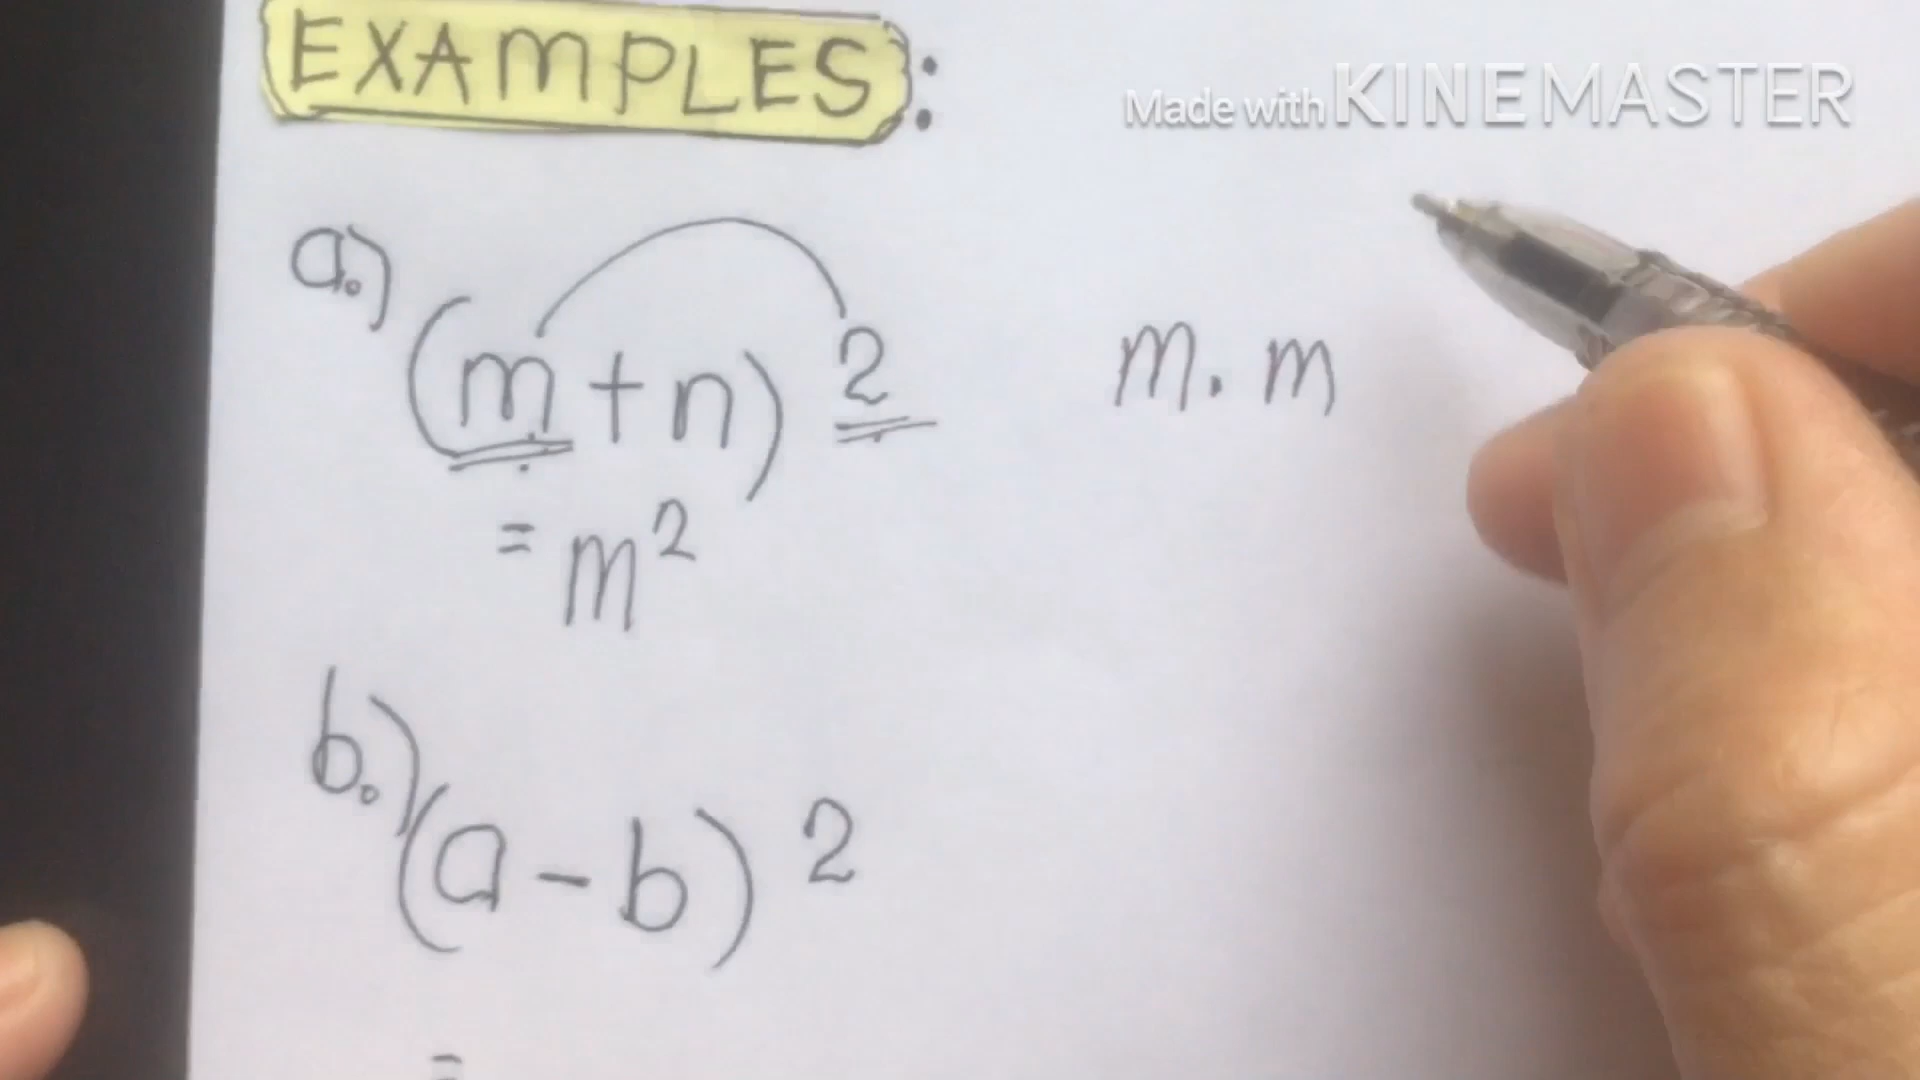 EXAMPLES:
Made with KINEMASTER
a.) (m + n) ²
m . m
= m²
b.) (a - b) ²
=